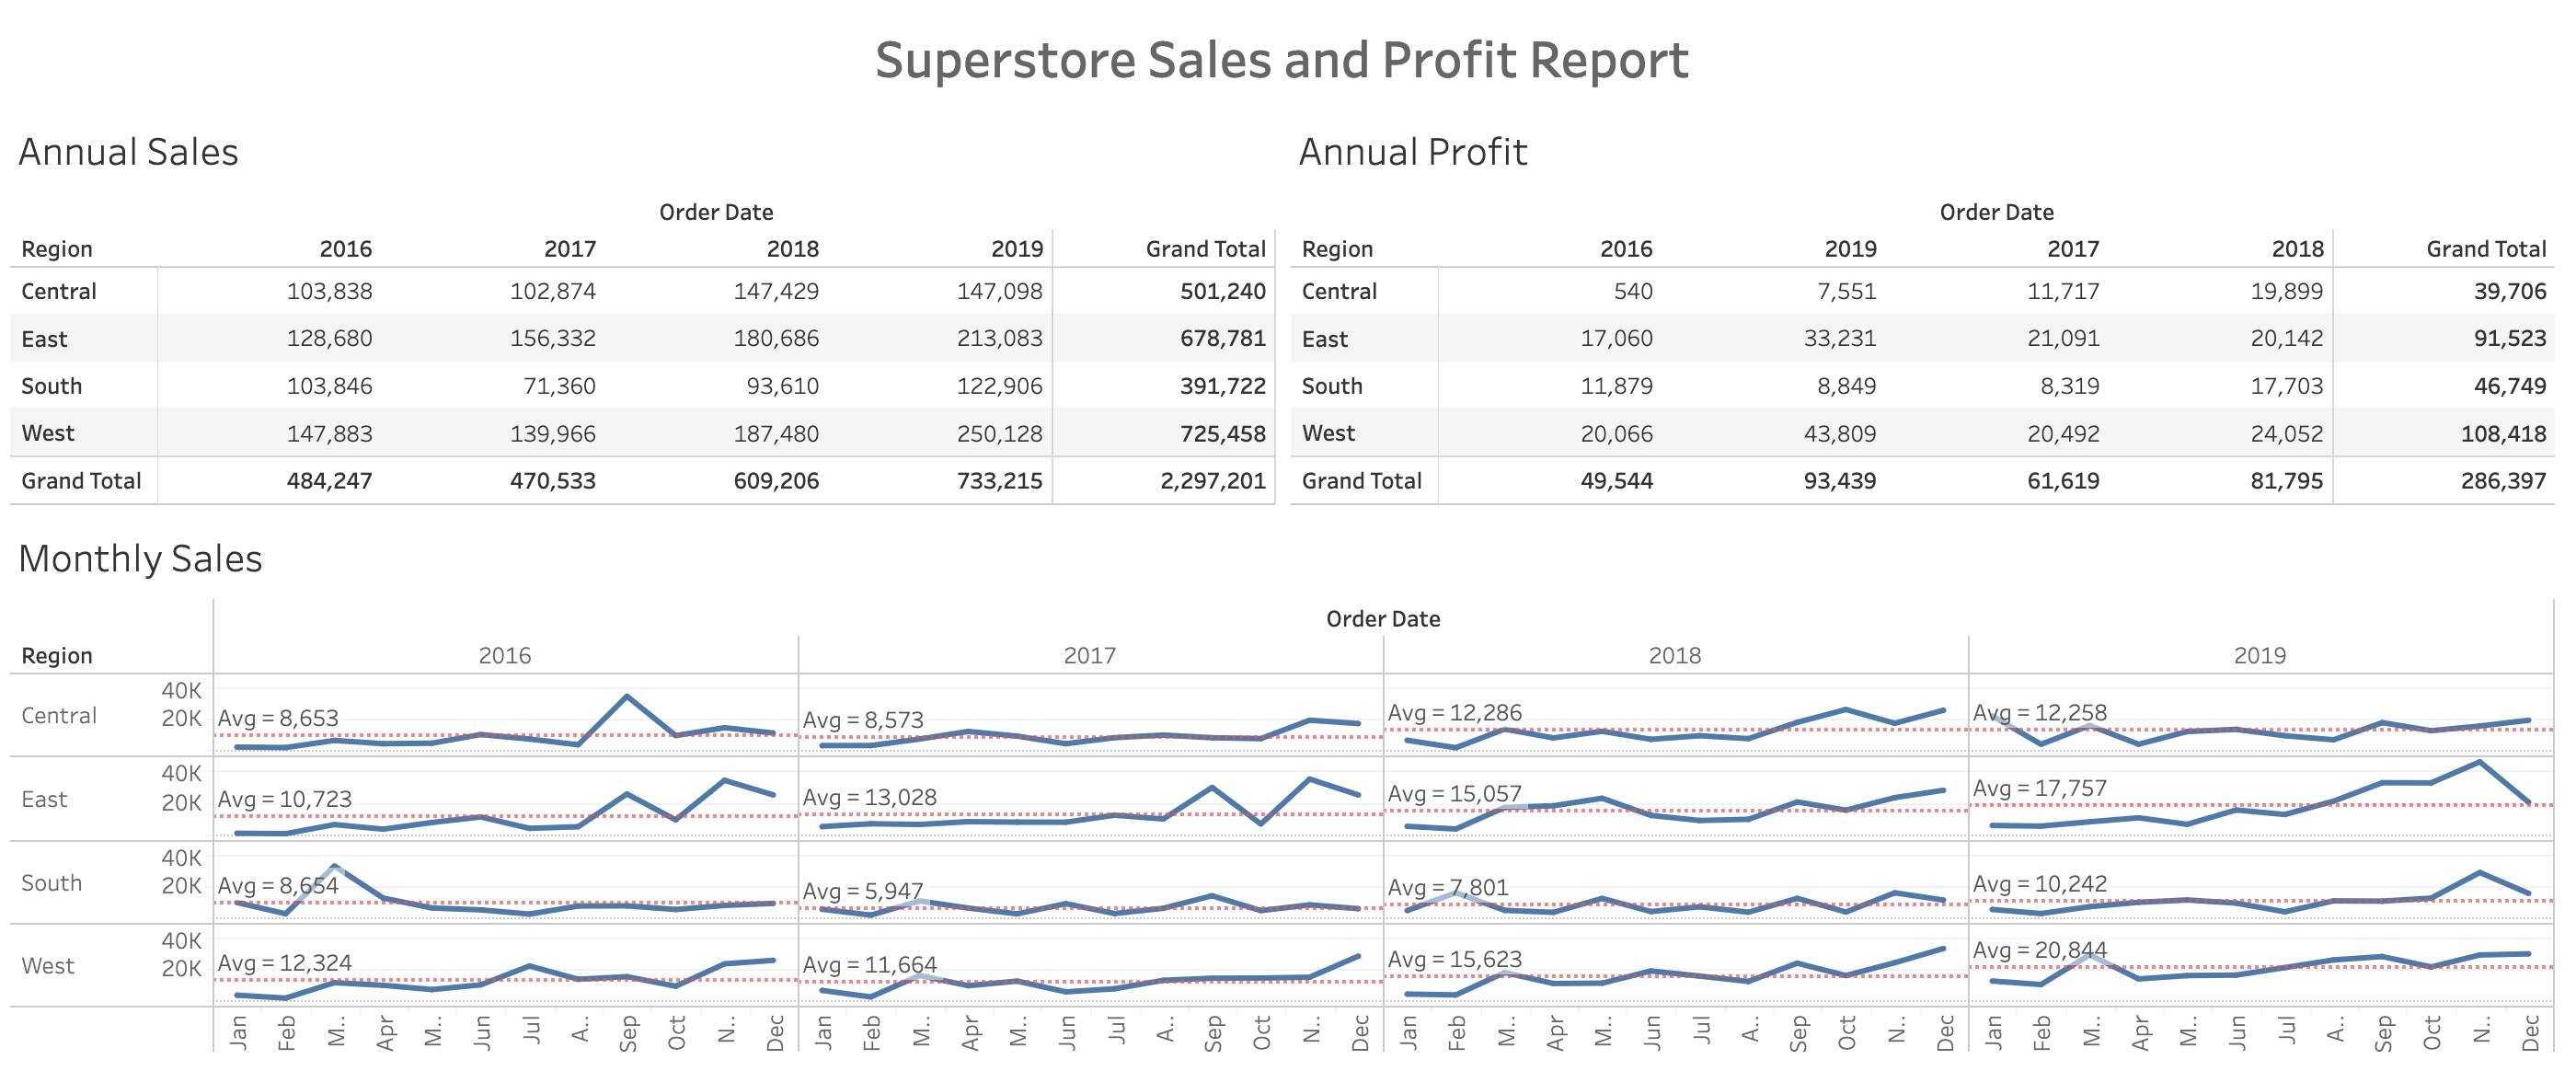 Superstore Sales and Profit Report
Annual Sales
Order Date
Region 2016 2017 2018 2019 Grand Total
Central 103,838 102,874 147,429 147,098 501,240
East 128,680 156,332 180,686 213,083 678,781
South 103,846 71,360 93,610 122,906 391,722
West 147,883 139,966 187,480 250,128 725,458
Grand Total 484,247 470,533 609,206 733,215 2,297,201
Annual Profit
Order Date
Region 2016 2019 2017 2018 Grand Total
Central 540 7,551 11,717 19,899 39,706
East 17,060 33,231 21,091 20,142 91,523
South 11,879 8,849 8,319 17,703 46,749
West 20,066 43,809 20,492 24,052 108,418
Grand Total 49,544 93,439 61,619 81,795 286,397
Monthly Sales
Order Date
Region 2016 2017 2018 2019
Central 40K 20K Avg = 8,653 Avg = 8,573 Avg = 12,286 Avg = 12,258
East 40K 20K Avg = 10,723 Avg = 13,028 Avg = 15,057 Avg = 17,757
South 40K 20K Avg = 8,654 Avg = 5,947 Avg = 7,801 Avg = 10,242
West 40K 20K Avg = 12,324 Avg = 11,664 Avg = 15,623 Avg = 20,844
Jan Feb M.. Apr M.. Jun Jul A.. Sep Oct N.. Dec Jan Feb M.. Apr M.. Jun Jul A.. Sep Oct N.. Dec Jan Feb M.. Apr M.. Jun Jul A.. Sep Oct N.. Dec Jan Feb M.. Apr M.. Jun Jul A.. Sep Oct N.. Dec